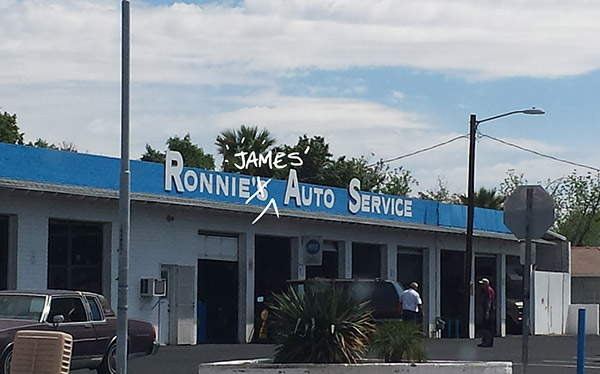 'JAMES'
RONNIE'S AUTO SERVICE